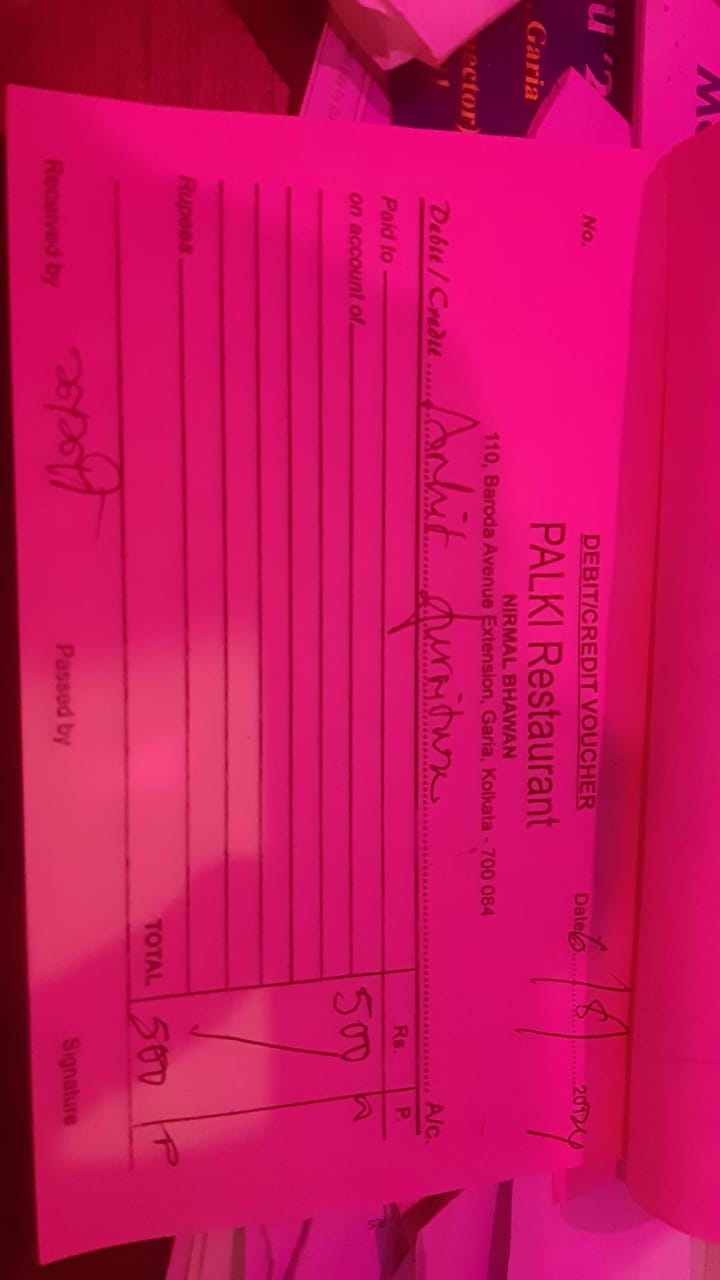 No.
DEBIT/CREDIT VOUCHER
PALKI Restaurant
Date 6/8/2024
NIRMAL BHAWAN
110, Baroda Avenue Extension, Garia, Kolkata - 700 084
Debit / Credit furniture A/c.
Paid to
Rs. P.
on account of
500
Rupees
TOTAL 500
Received by
Passed by
Signature
Garia
ector)